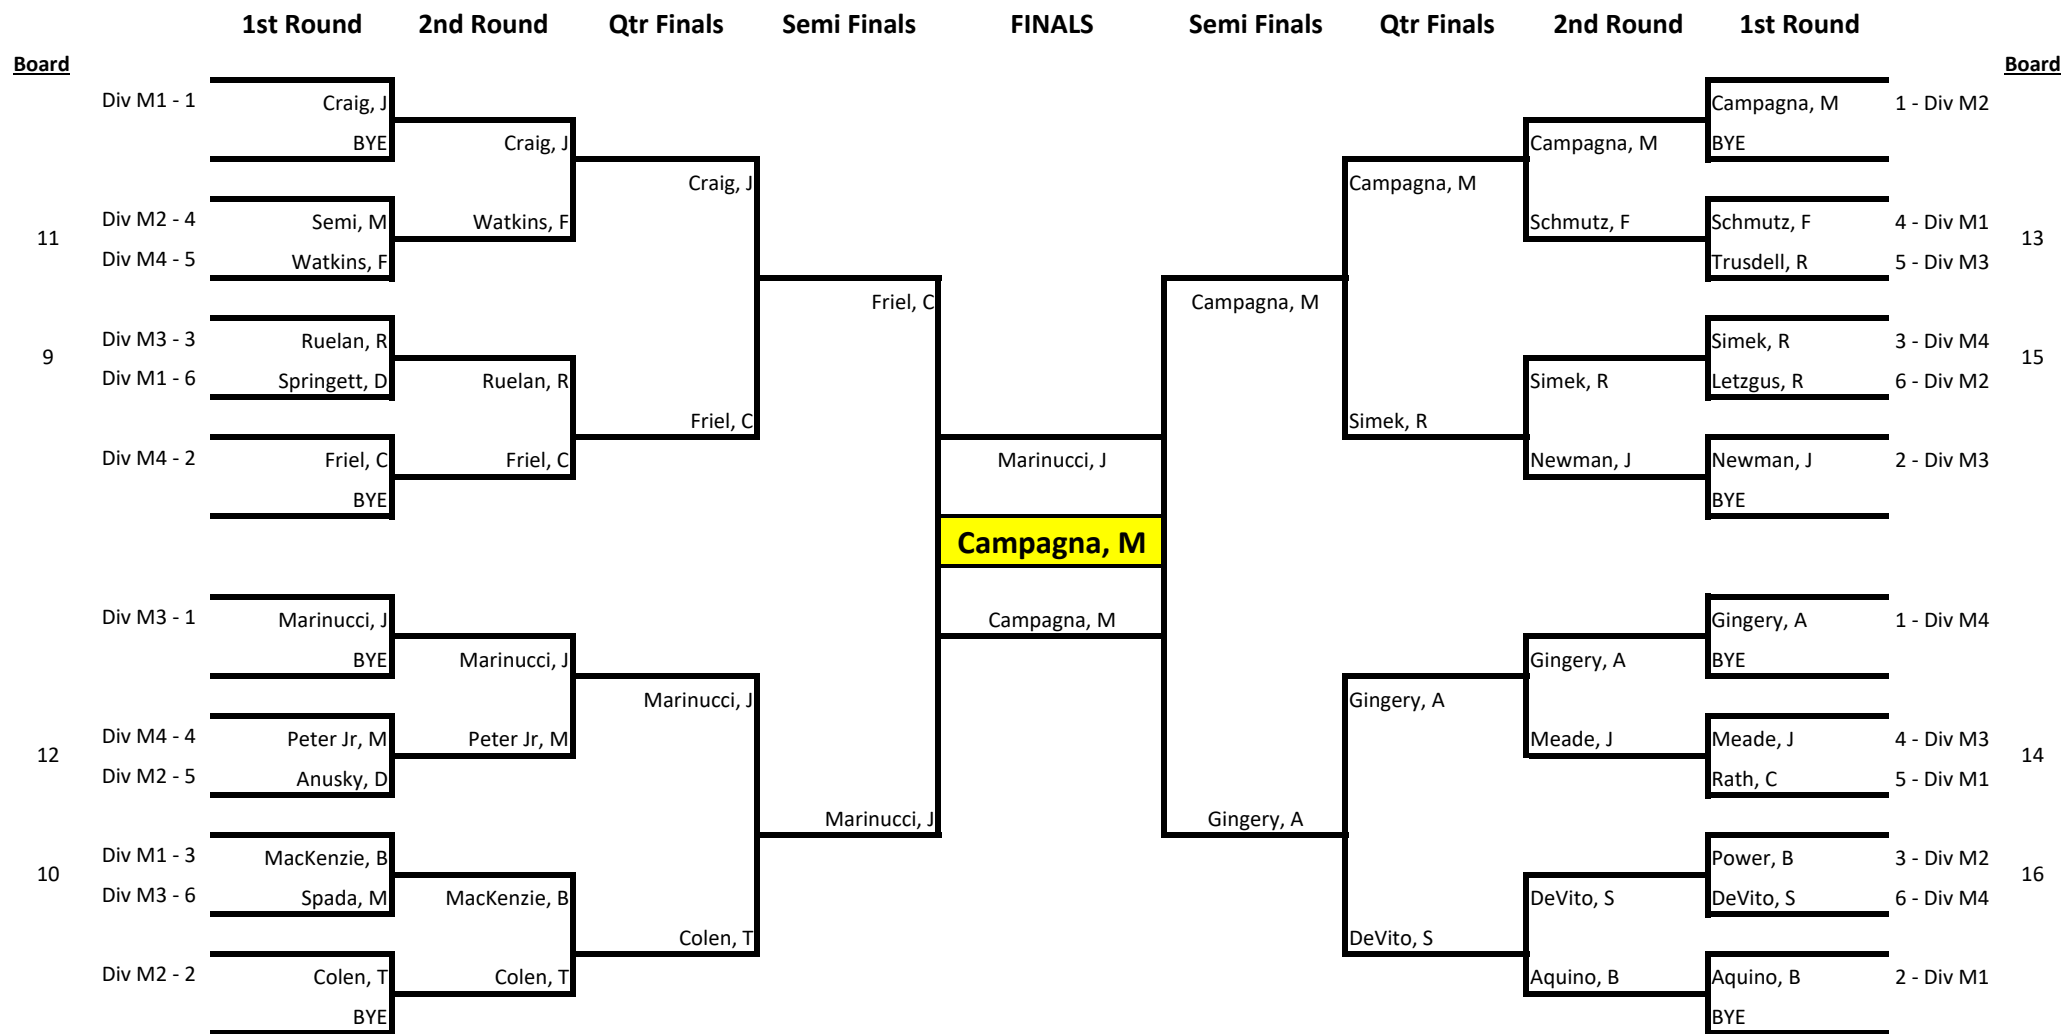 1st Round 2nd Round Qtr Finals Semi Finals FINALS Semi Finals Qtr Finals 2nd Round 1st Round
Board Board
Div M1 - 1 Craig, J Campagna, M 1 - Div M2
BYE Craig, J Campagna, M BYE
Craig, J Campagna, M
Div M2 - 4 Semi, M Watkins, F Schmutz, F Schmutz, F 4 - Div M1
11 13
Div M4 - 5 Watkins, F Trusdell, R 5 - Div M3
Friel, C Campagna, M
Div M3 - 3 Ruelan, R Simek, R 3 - Div M4
9 15
Div M1 - 6 Springett, D Ruelan, R Simek, R Letzgus, R 6 - Div M2
Friel, C Simek, R
Div M4 - 2 Friel, C Friel, C Marinucci, J Newman, J Newman, J 2 - Div M3
BYE BYE
Campagna, M
Div M3 - 1 Marinucci, J Campagna, M Gingery, A 1 - Div M4
BYE Marinucci, J Gingery, A BYE
Marinucci, J Gingery, A
Div M4 - 4 Peter Jr, M Peter Jr, M Meade, J Meade, J 4 - Div M3
12 14
Div M2 - 5 Anusky, D Rath, C 5 - Div M1
Marinucci, J Gingery, A
Div M1 - 3 MacKenzie, B Power, B 3 - Div M2
10 16
Div M3 - 6 Spada, M MacKenzie, B DeVito, S DeVito, S 6 - Div M4
Colen, T DeVito, S
Div M2 - 2 Colen, T Colen, T Aquino, B Aquino, B 2 - Div M1
BYE BYE